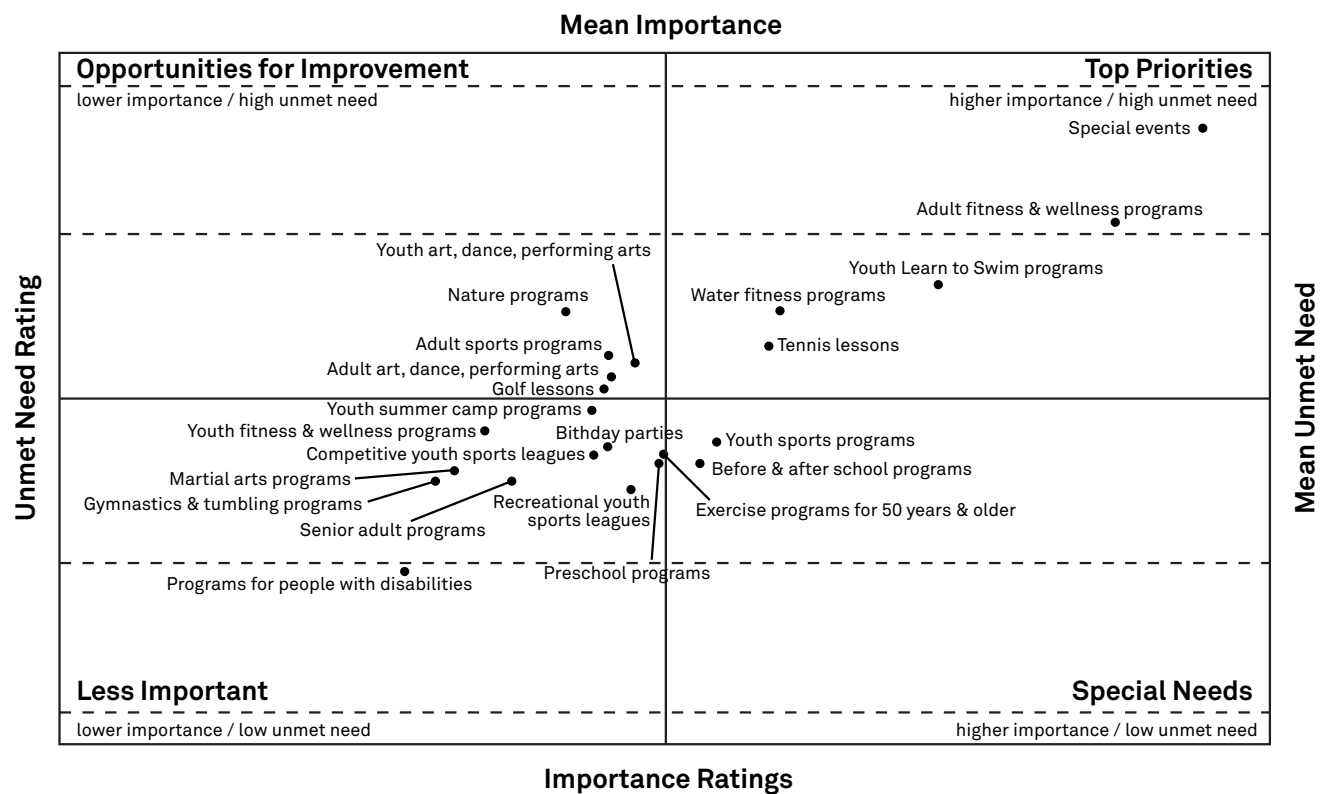 Mean Importance
Opportunities for Improvement
Top Priorities
lower importance / high unmet need
higher importance / high unmet need
Special events
Adult fitness & wellness programs
Youth art, dance, performing arts
Youth Learn to Swim programs
Nature programs
Water fitness programs
Adult sports programs
Tennis lessons
Adult art, dance, performing arts
Golf lessons
Unmet Need Rating
Mean Unmet Need
Youth summer camp programs
Youth fitness & wellness programs
Bithday parties
Youth sports programs
Competitive youth sports leagues
Before & after school programs
Martial arts programs
Gymnastics & tumbling programs
Recreational youth
sports leagues
Exercise programs for 50 years & older
Senior adult programs
Preschool programs
Programs for people with disabilities
Less Important
Special Needs
lower importance / low unmet need
higher importance / low unmet need
Importance Ratings